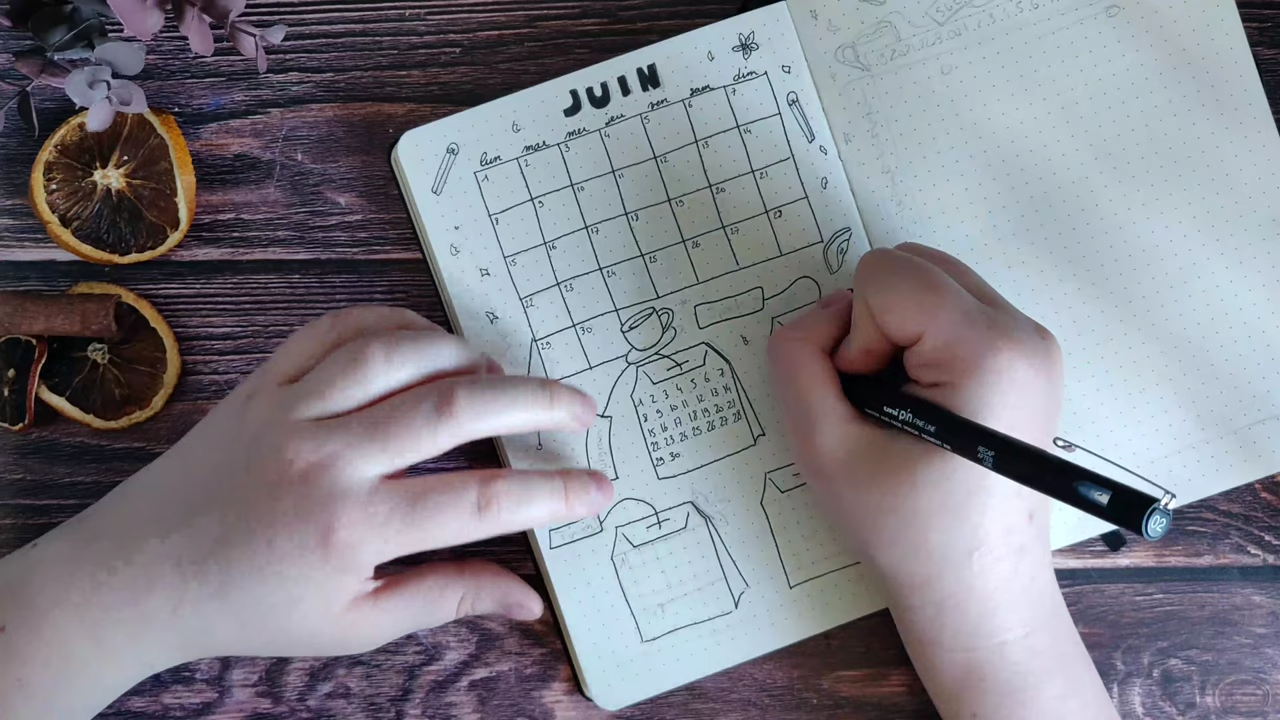 JUIN
lun mar mer jeu ven sam dim
1 2 3 4 5 6 7
8 9 10 11 12 13 14
15 16 17 18 19 20 21
22 23 24 25 26 27 28
29 30
1 2 3 4 5 6 7
8 9 10 11 12 13 14
15 16 17 18 19 20 21
22 23 24 25 26 27 28
29 30
uni pin FINE LINE
RECAP
AFTER
USE
02